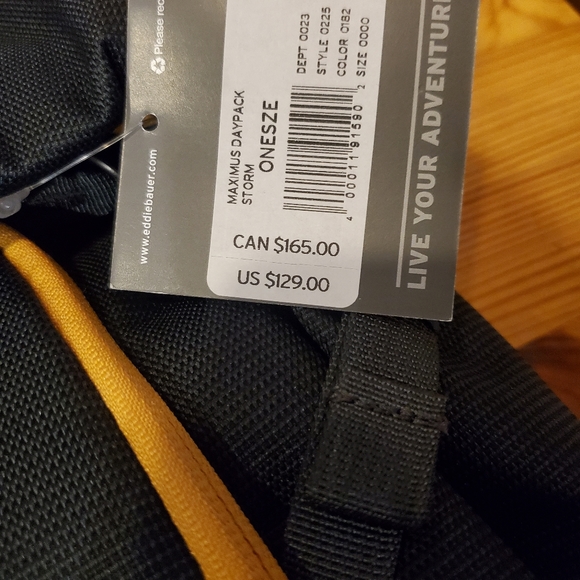 Please rec
www.eddiebauer.com
MAXIMUS DAYPACK
STORM
ONESZE
4 00011 91590 2
DEPT 0023
STYLE 0225
COLOR 0182
SIZE 0000
CAN $165.00
US $129.00
LIVE YOUR ADVENTUR